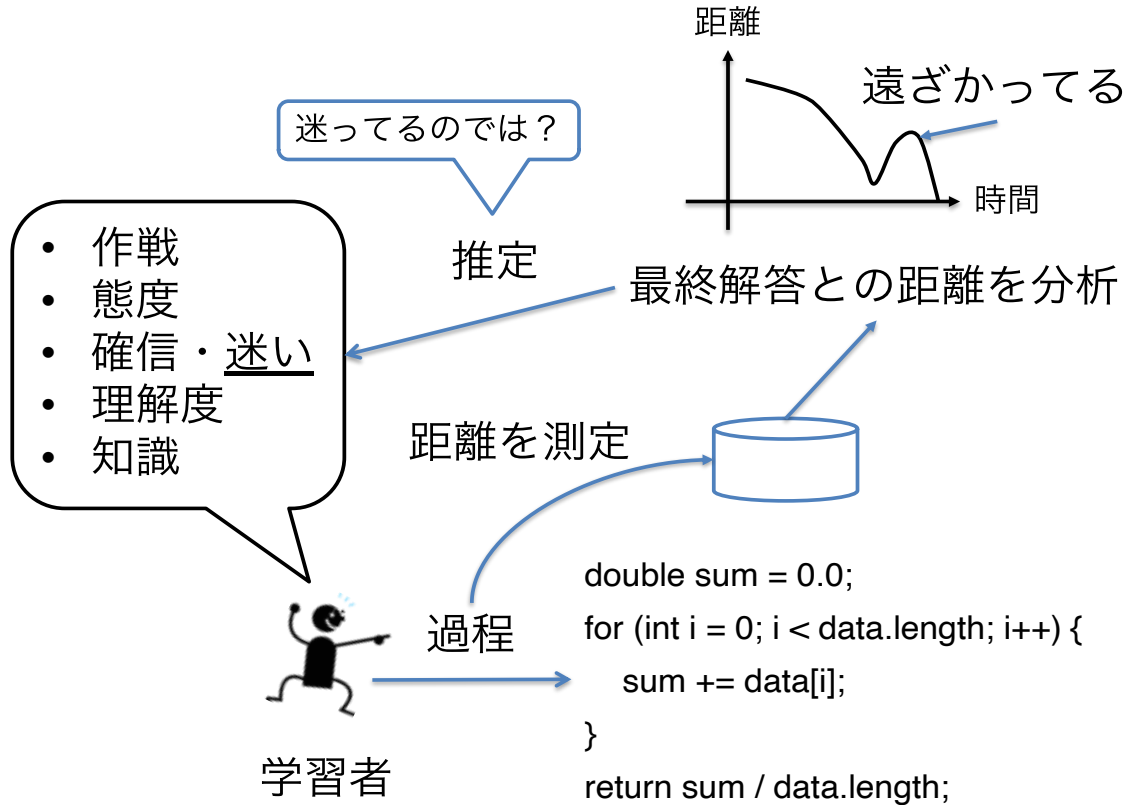 距離
遠ざかってる
時間
迷ってるのでは？
推定
最終解答との距離を分析
• 作戦
• 態度
• 確信・迷い
• 理解度
• 知識
距離を測定
過程
学習者
double sum = 0.0;
for (int i = 0; i < data.length; i++) {
sum += data[i];
}
return sum / data.length;